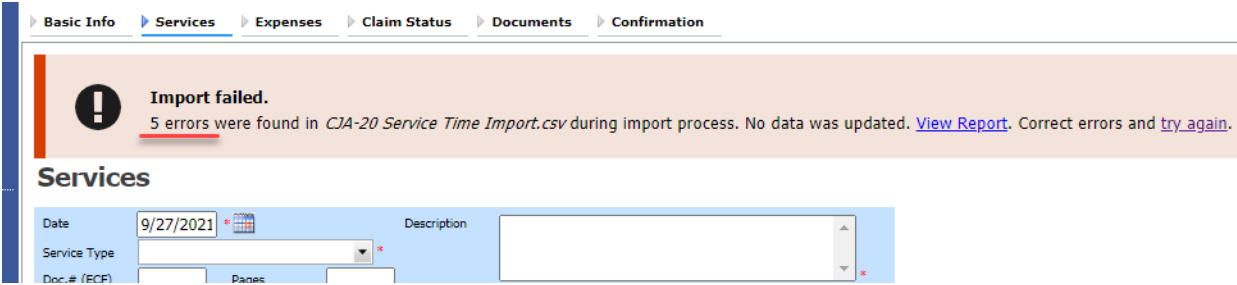 Basic Info Services Expenses Claim Status Documents Confirmation
Import failed.
5 errors were found in CJA-20 Service Time Import.csv during import process. No data was updated. View Report. Correct errors and try again.
Services
Date 9/27/2021 * Description
Service Type * 
Doc.# (ECF) Pages *